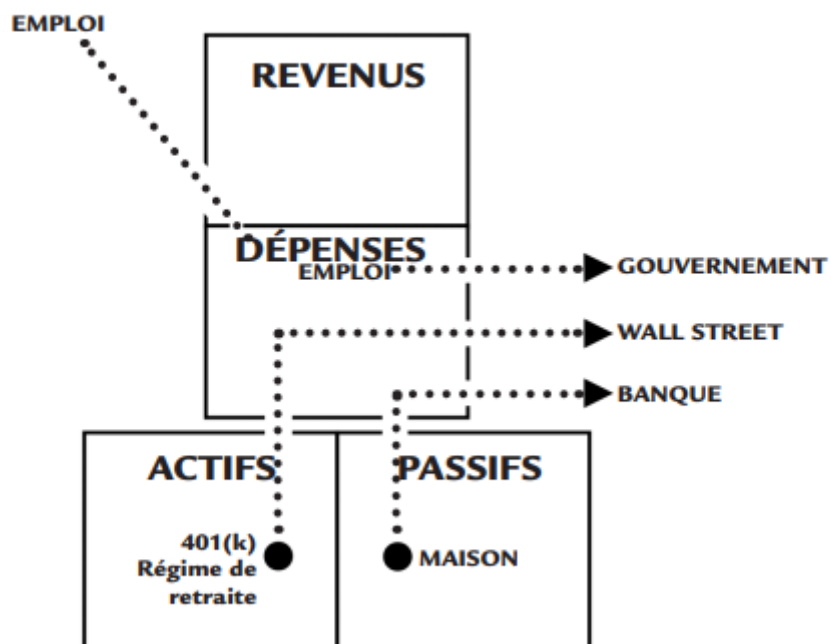 EMPLOI
REVENUS
DÉPENSES
EMPLOI
GOUVERNEMENT
WALL STREET
BANQUE
ACTIFS
PASSIFS
401(k)
Régime de
retraite
MAISON